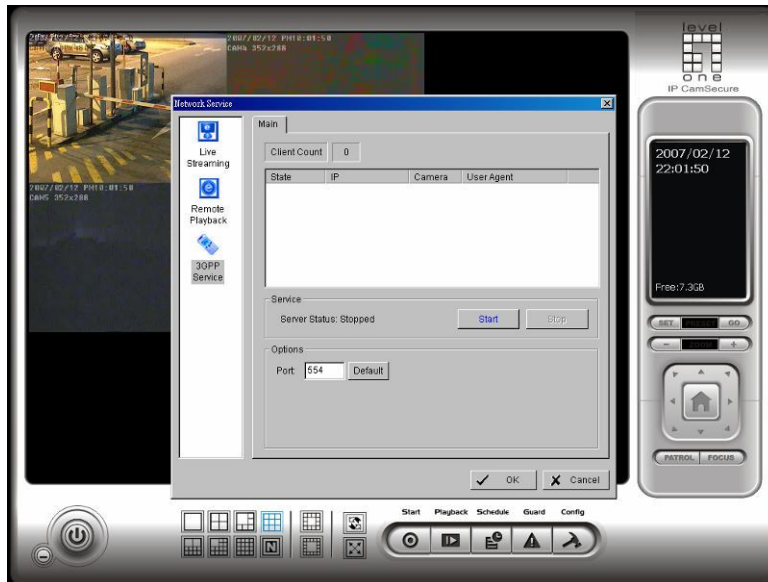 2007/02/12 PM10:01:50
CAM4 352x288
level
one
IP CamSecure
Network Service
Live
Streaming
Remote
Playback
3GPP
Service
Main
Client Count 0
State IP Camera User Agent
Service
Server Status: Stopped
Start Stop
Options
Port 554 Default
OK Cancel
2007/02/12 PM10:01:50
CAM5 352x288
2007/02/12
22:01:50
Free:7.3GB
SET PRESET GO
ZOOM
PATROL FOCUS
Start Playback Schedule Guard Config
N